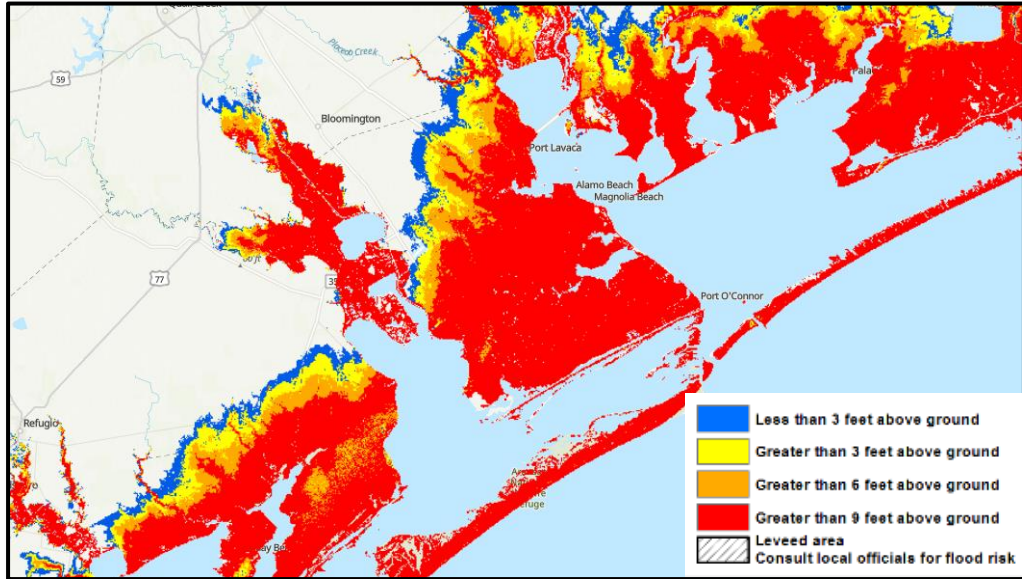 Placedo Creek
59
Bloomington
Port Lavaca
Alamo Beach
Magnolia Beach
77
35
Port O'Connor
Refugio
Less than 3 feet above ground
Greater than 3 feet above ground
Greater than 6 feet above ground
Greater than 9 feet above ground
Leveed area
Consult local officials for flood risk